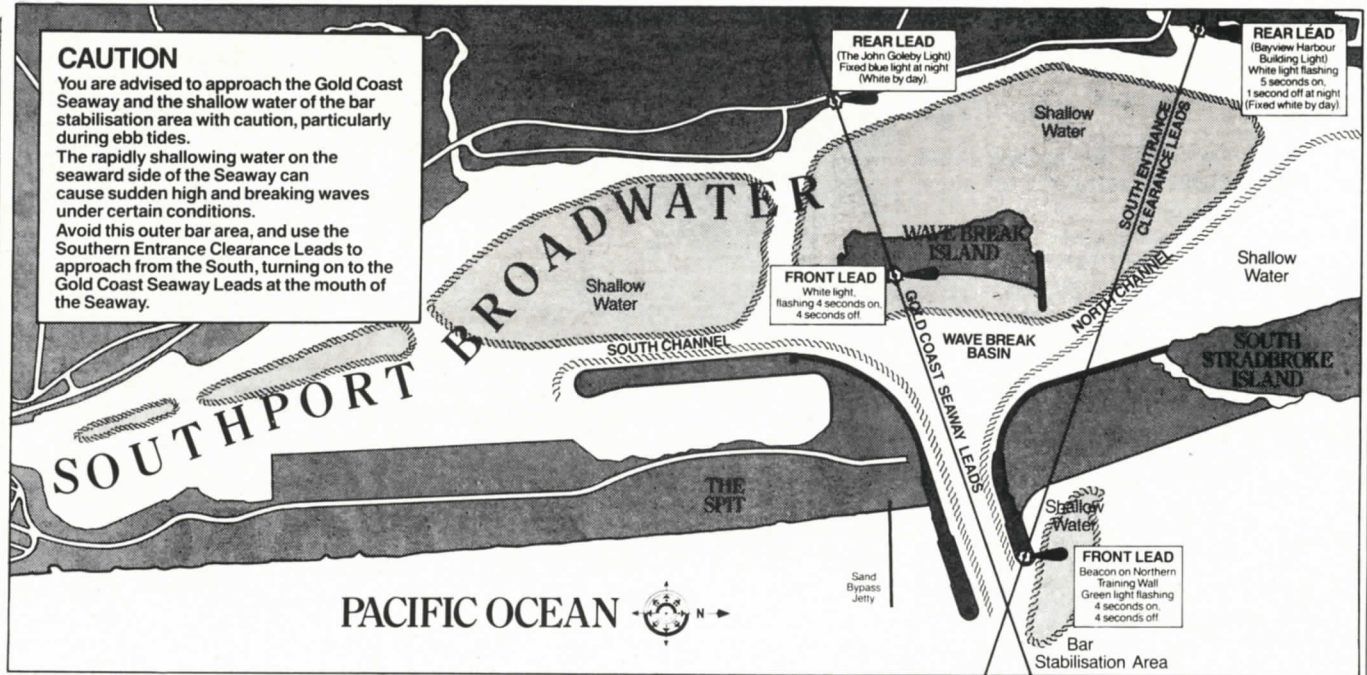 CAUTION
You are advised to approach the Gold Coast
Seaway and the shallow water of the bar
stabilisation area with caution, particularly
during ebb tides.
The rapidly shallowing water on the
seaward side of the Seaway can
cause sudden high and breaking waves
under certain conditions.
Avoid this outer bar area, and use the
Southern Entrance Clearance Leads to
approach from the South, turning on to the
Gold Coast Seaway Leads at the mouth of
the Seaway.
REAR LEAD
(The John Goleby Light)
Fixed blue light at night
(White by day).
REAR LEAD
(Bayview Harbour
Building Light)
White light flashing
5 seconds on,
1 second off at night
(Fixed white by day).
Shallow
Water
SOUTH ENTRANCE
CLEARANCE LEADS
SOUTHPORT BROADWATER
Shallow
Water
WAVE BREAK
ISLAND
FRONT LEAD
White light,
flashing 4 seconds on,
4 seconds off.
Shallow
Water
NORTH CHANNEL
SOUTH CHANNEL
GOLD COAST SEAWAY LEADS
WAVE BREAK
BASIN
SOUTH
STRADBROKE
ISLAND
THE
SPIT
Shallow
Water
Sand
Bypass
Jetty
FRONT LEAD
Beacon on Northern
Training Wall
Green light flashing
4 seconds on,
4 seconds off.
PACIFIC OCEAN
N
Bar
Stabilisation Area